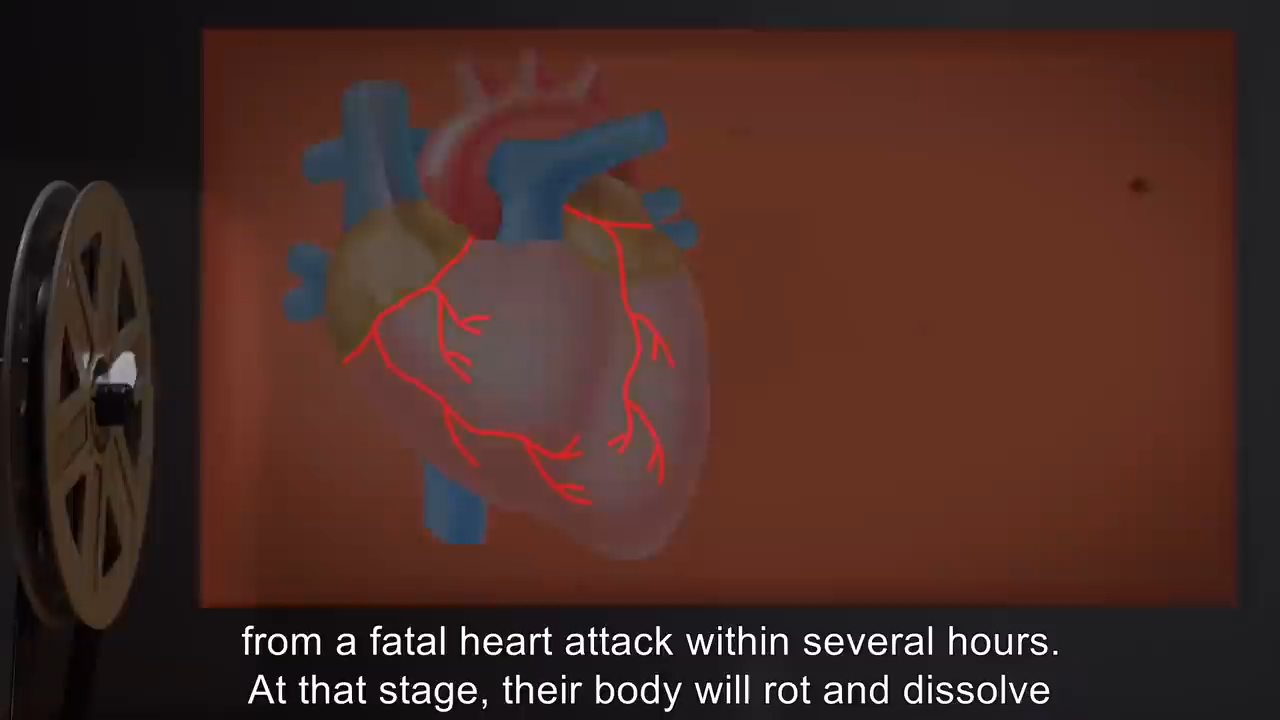 from a fatal heart attack within several hours.
At that stage, their body will rot and dissolve